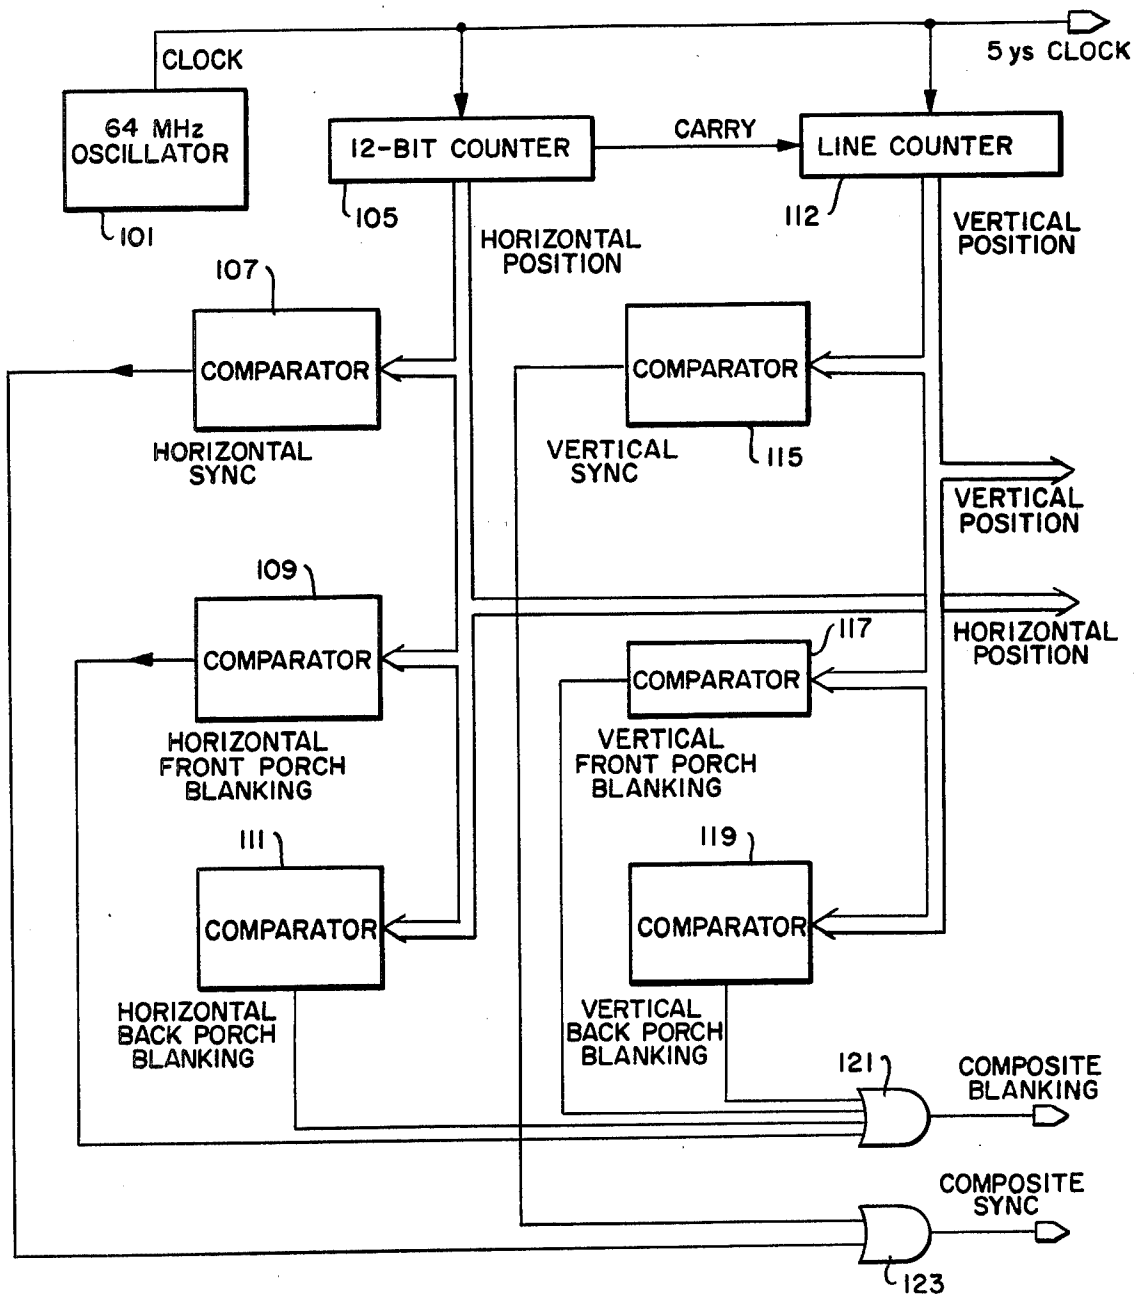 CLOCK
5 ys CLOCK
64 MHz
OSCILLATOR
101
12-BIT COUNTER
105
CARRY
LINE COUNTER
112
HORIZONTAL
POSITION
VERTICAL
POSITION
107
COMPARATOR
HORIZONTAL
SYNC
COMPARATOR
115
VERTICAL
SYNC
VERTICAL
POSITION
109
COMPARATOR
HORIZONTAL
FRONT PORCH
BLANKING
HORIZONTAL
POSITION
117
COMPARATOR
VERTICAL
FRONT PORCH
BLANKING
111
COMPARATOR
HORIZONTAL
BACK PORCH
BLANKING
119
COMPARATOR
VERTICAL
BACK PORCH
BLANKING
121
COMPOSITE
BLANKING
COMPOSITE
SYNC
123